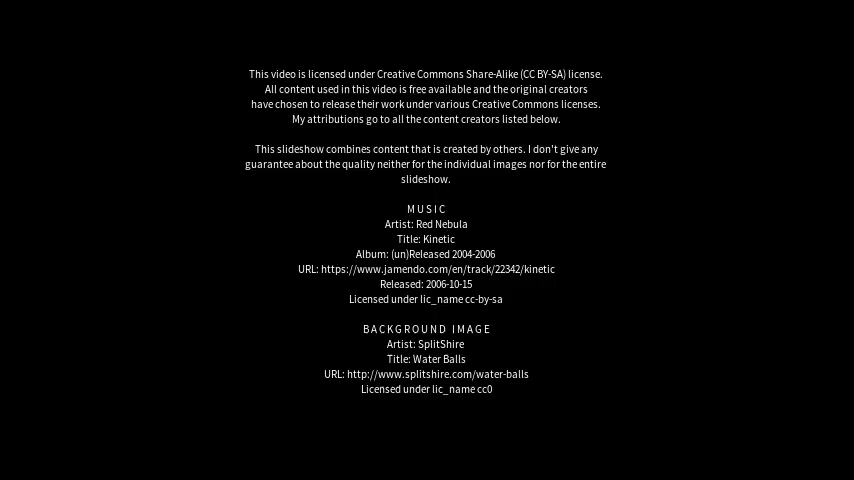 This video is licensed under Creative Commons Share-Alike (CC BY-SA) license.
All content used in this video is free available and the original creators
have chosen to release their work under various Creative Commons licenses.
My attributions go to all the content creators listed below.
This slideshow combines content that is created by others. I don't give any
guarantee about the quality neither for the individual images nor for the entire
slideshow.
MUSIC
Artist: Red Nebula
Title: Kinetic
Album: (un)Released 2004-2006
URL: https://www.jamendo.com/en/track/22342/kinetic
Released: 2006-10-15
Licensed under lic_name cc-by-sa
BACKGROUND IMAGE
Artist: SplitShire
Title: Water Balls
URL: http://www.splitshire.com/water-balls
Licensed under lic_name cc0